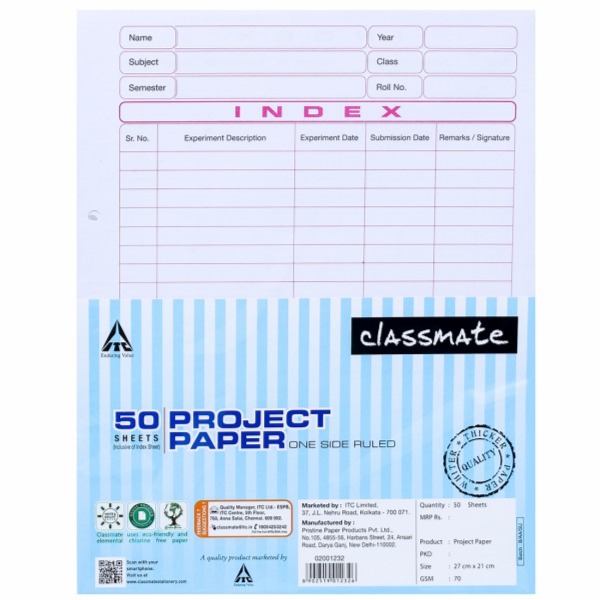 Name
Year
Subject
Class
Semester
Roll No.
INDEX
Sr. No.
Experiment Description
Experiment Date
Submission Date
Remarks / Signature
ITC
Enduring Value
classmate
50 PROJECT
SHEETS PAPER ONE SIDE RULED
(Inclusive of Index Sheet)
WHITER THICKER PAPER
QUALITY
Classmate uses eco-friendly and
elemental chlorine free paper
FEEDBACK ?
SUGGESTIONS ?
Quality Manager, ITC Ltd.- ESPB,
ITC Centre, 5th Floor,
760, Anna Salai, Chennai. 600 002.
classmate@itc.in
18004253242
Marketed by : ITC Limited,
37, J.L. Nehru Road, Kolkata - 700 071.
Manufactured by :
Pristine Paper Products Pvt. Ltd.,
No.105, 4855-56, Harbans Street, 24, Ansari
Road, Darya Ganj, New Delhi-110002.
02001232
Quantity : 50 Sheets
MRP Rs. :
Product : Project Paper
PKD :
Size : 27 cm x 21 cm
GSM : 70
Scan with your
smartphone.
Visit us at
www.classmatestationery.com
A quality product marketed by
ITC